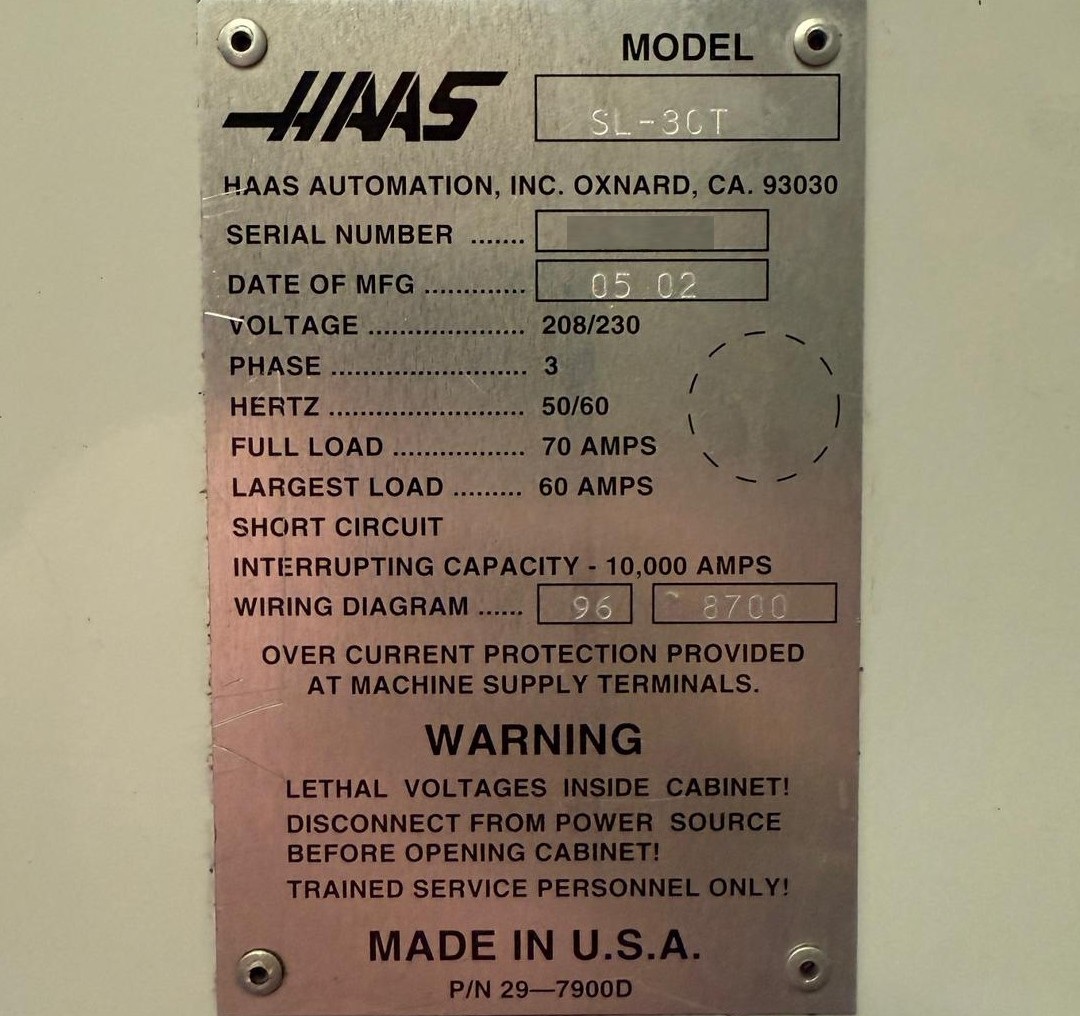 MODEL
HAAS SL-30T
HAAS AUTOMATION, INC. OXNARD, CA. 93030
SERIAL NUMBER .......
DATE OF MFG ............. 05 02
VOLTAGE .................... 208/230
PHASE ......................... 3
HERTZ ......................... 50/60
FULL LOAD ................. 70 AMPS
LARGEST LOAD ......... 60 AMPS
SHORT CIRCUIT
INTERRUPTING CAPACITY - 10,000 AMPS
WIRING DIAGRAM ...... 96 8700
OVER CURRENT PROTECTION PROVIDED
AT MACHINE SUPPLY TERMINALS.
WARNING
LETHAL VOLTAGES INSIDE CABINET!
DISCONNECT FROM POWER SOURCE
BEFORE OPENING CABINET!
TRAINED SERVICE PERSONNEL ONLY!
MADE IN U.S.A.
P/N 29—7900D